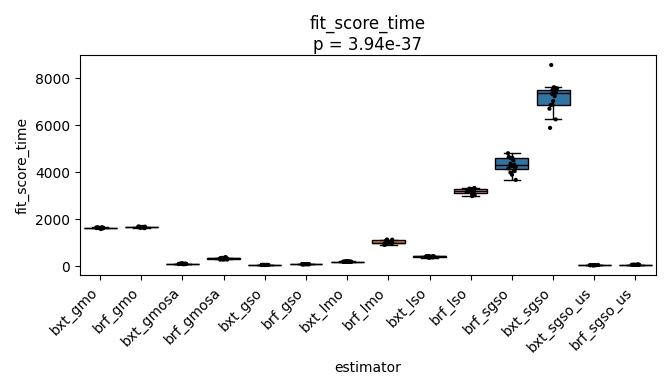 fit_score_time
p = 3.94e-37
fit_score_time
8000
6000
4000
2000
0
bxt_gmo
brf_gmo
bxt_gmosa
brf_gmosa
bxt_gso
brf_gso
bxt_lmo
brf_lmo
bxt_lso
brf_lso
brf_sgso
bxt_sgso
bxt_sgso_us
brf_sgso_us
estimator